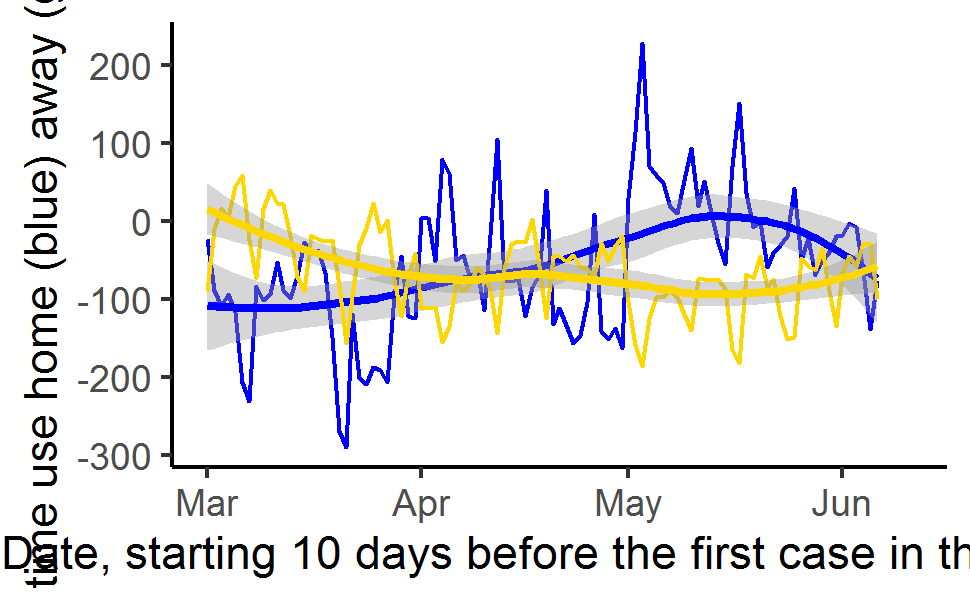 time use home (blue) away (g
200
100
0
-100
-200
-300
Mar Apr May Jun
Date, starting 10 days before the first case in th